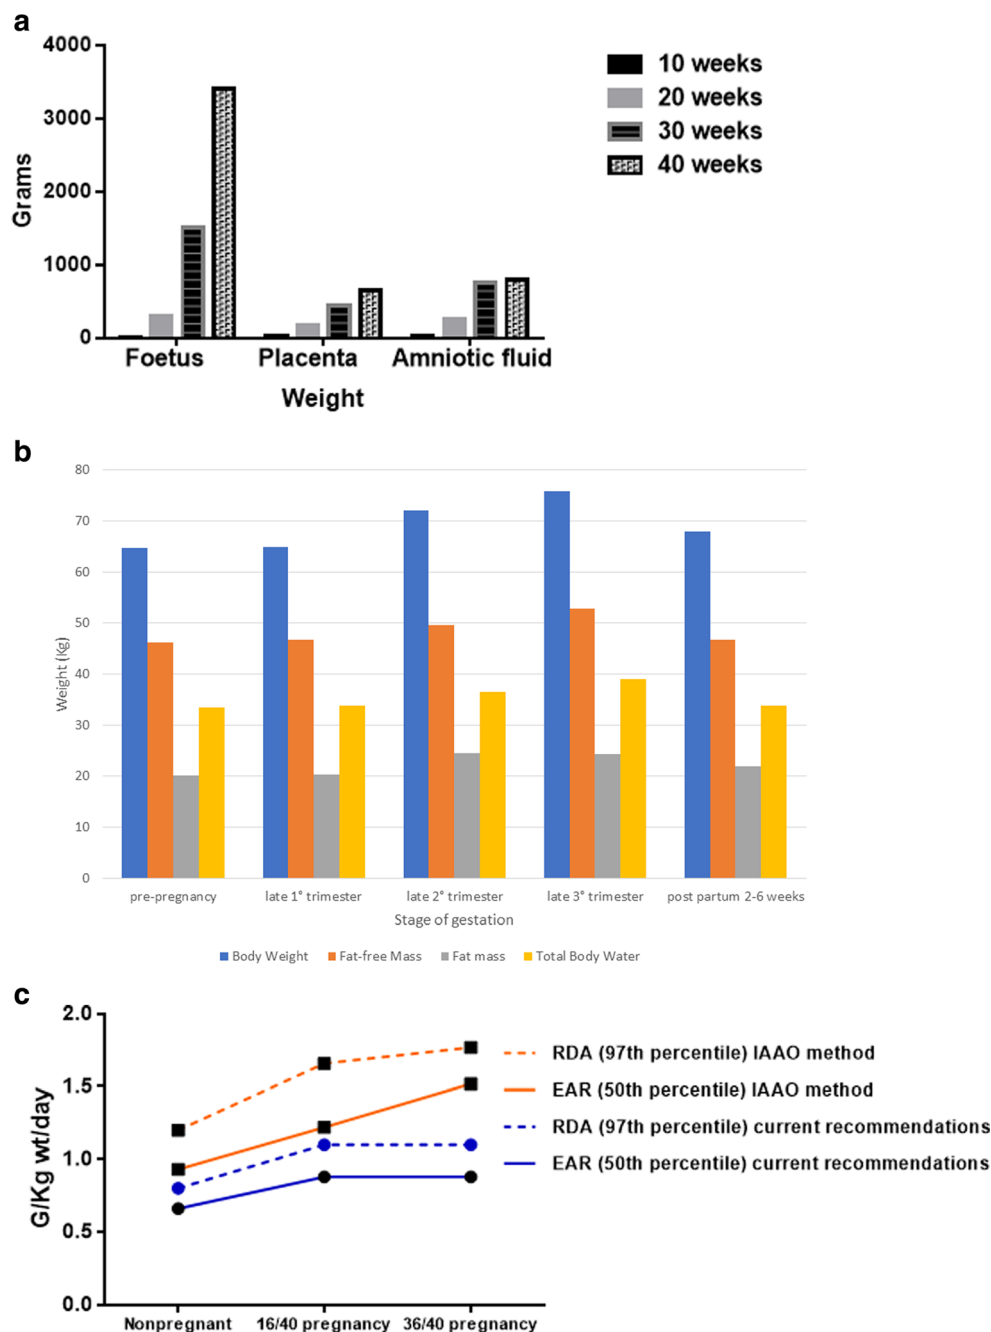 a
4000
3000
2000
1000
0
Grams
Foetus Placenta Amniotic fluid
Weight
10 weeks
20 weeks
30 weeks
40 weeks
b
80
70
60
50
40
30
20
10
0
Weight (Kg)
pre-pregnancy late 1° trimester late 2° trimester late 3° trimester post partum 2-6 weeks
Stage of gestation
Body Weight Fat-free Mass Fat mass Total Body Water
c
2.0
1.5
1.0
0.5
0.0
G/Kg wt/day
Nonpregnant 16/40 pregnancy 36/40 pregnancy
RDA (97th percentile) IAAO method
EAR (50th percentile) IAAO method
RDA (97th percentile) current recommendations
EAR (50th percentile) current recommendations